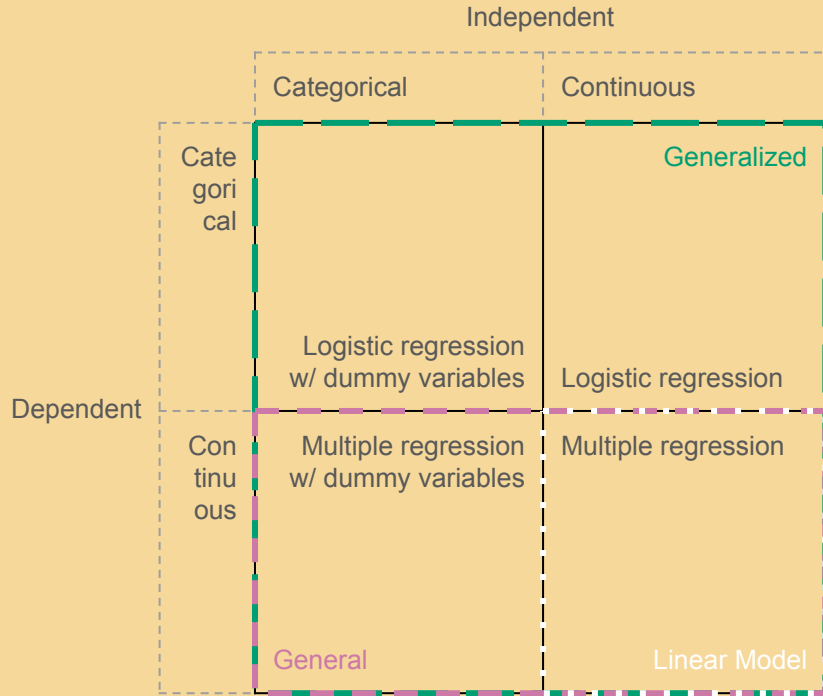 Independent
Categorical
Continuous
Cate
gori
cal
Generalized
Logistic regression
w/ dummy variables
Logistic regression
Dependent
Con
tinu
ous
Multiple regression
w/ dummy variables
Multiple regression
General
Linear Model